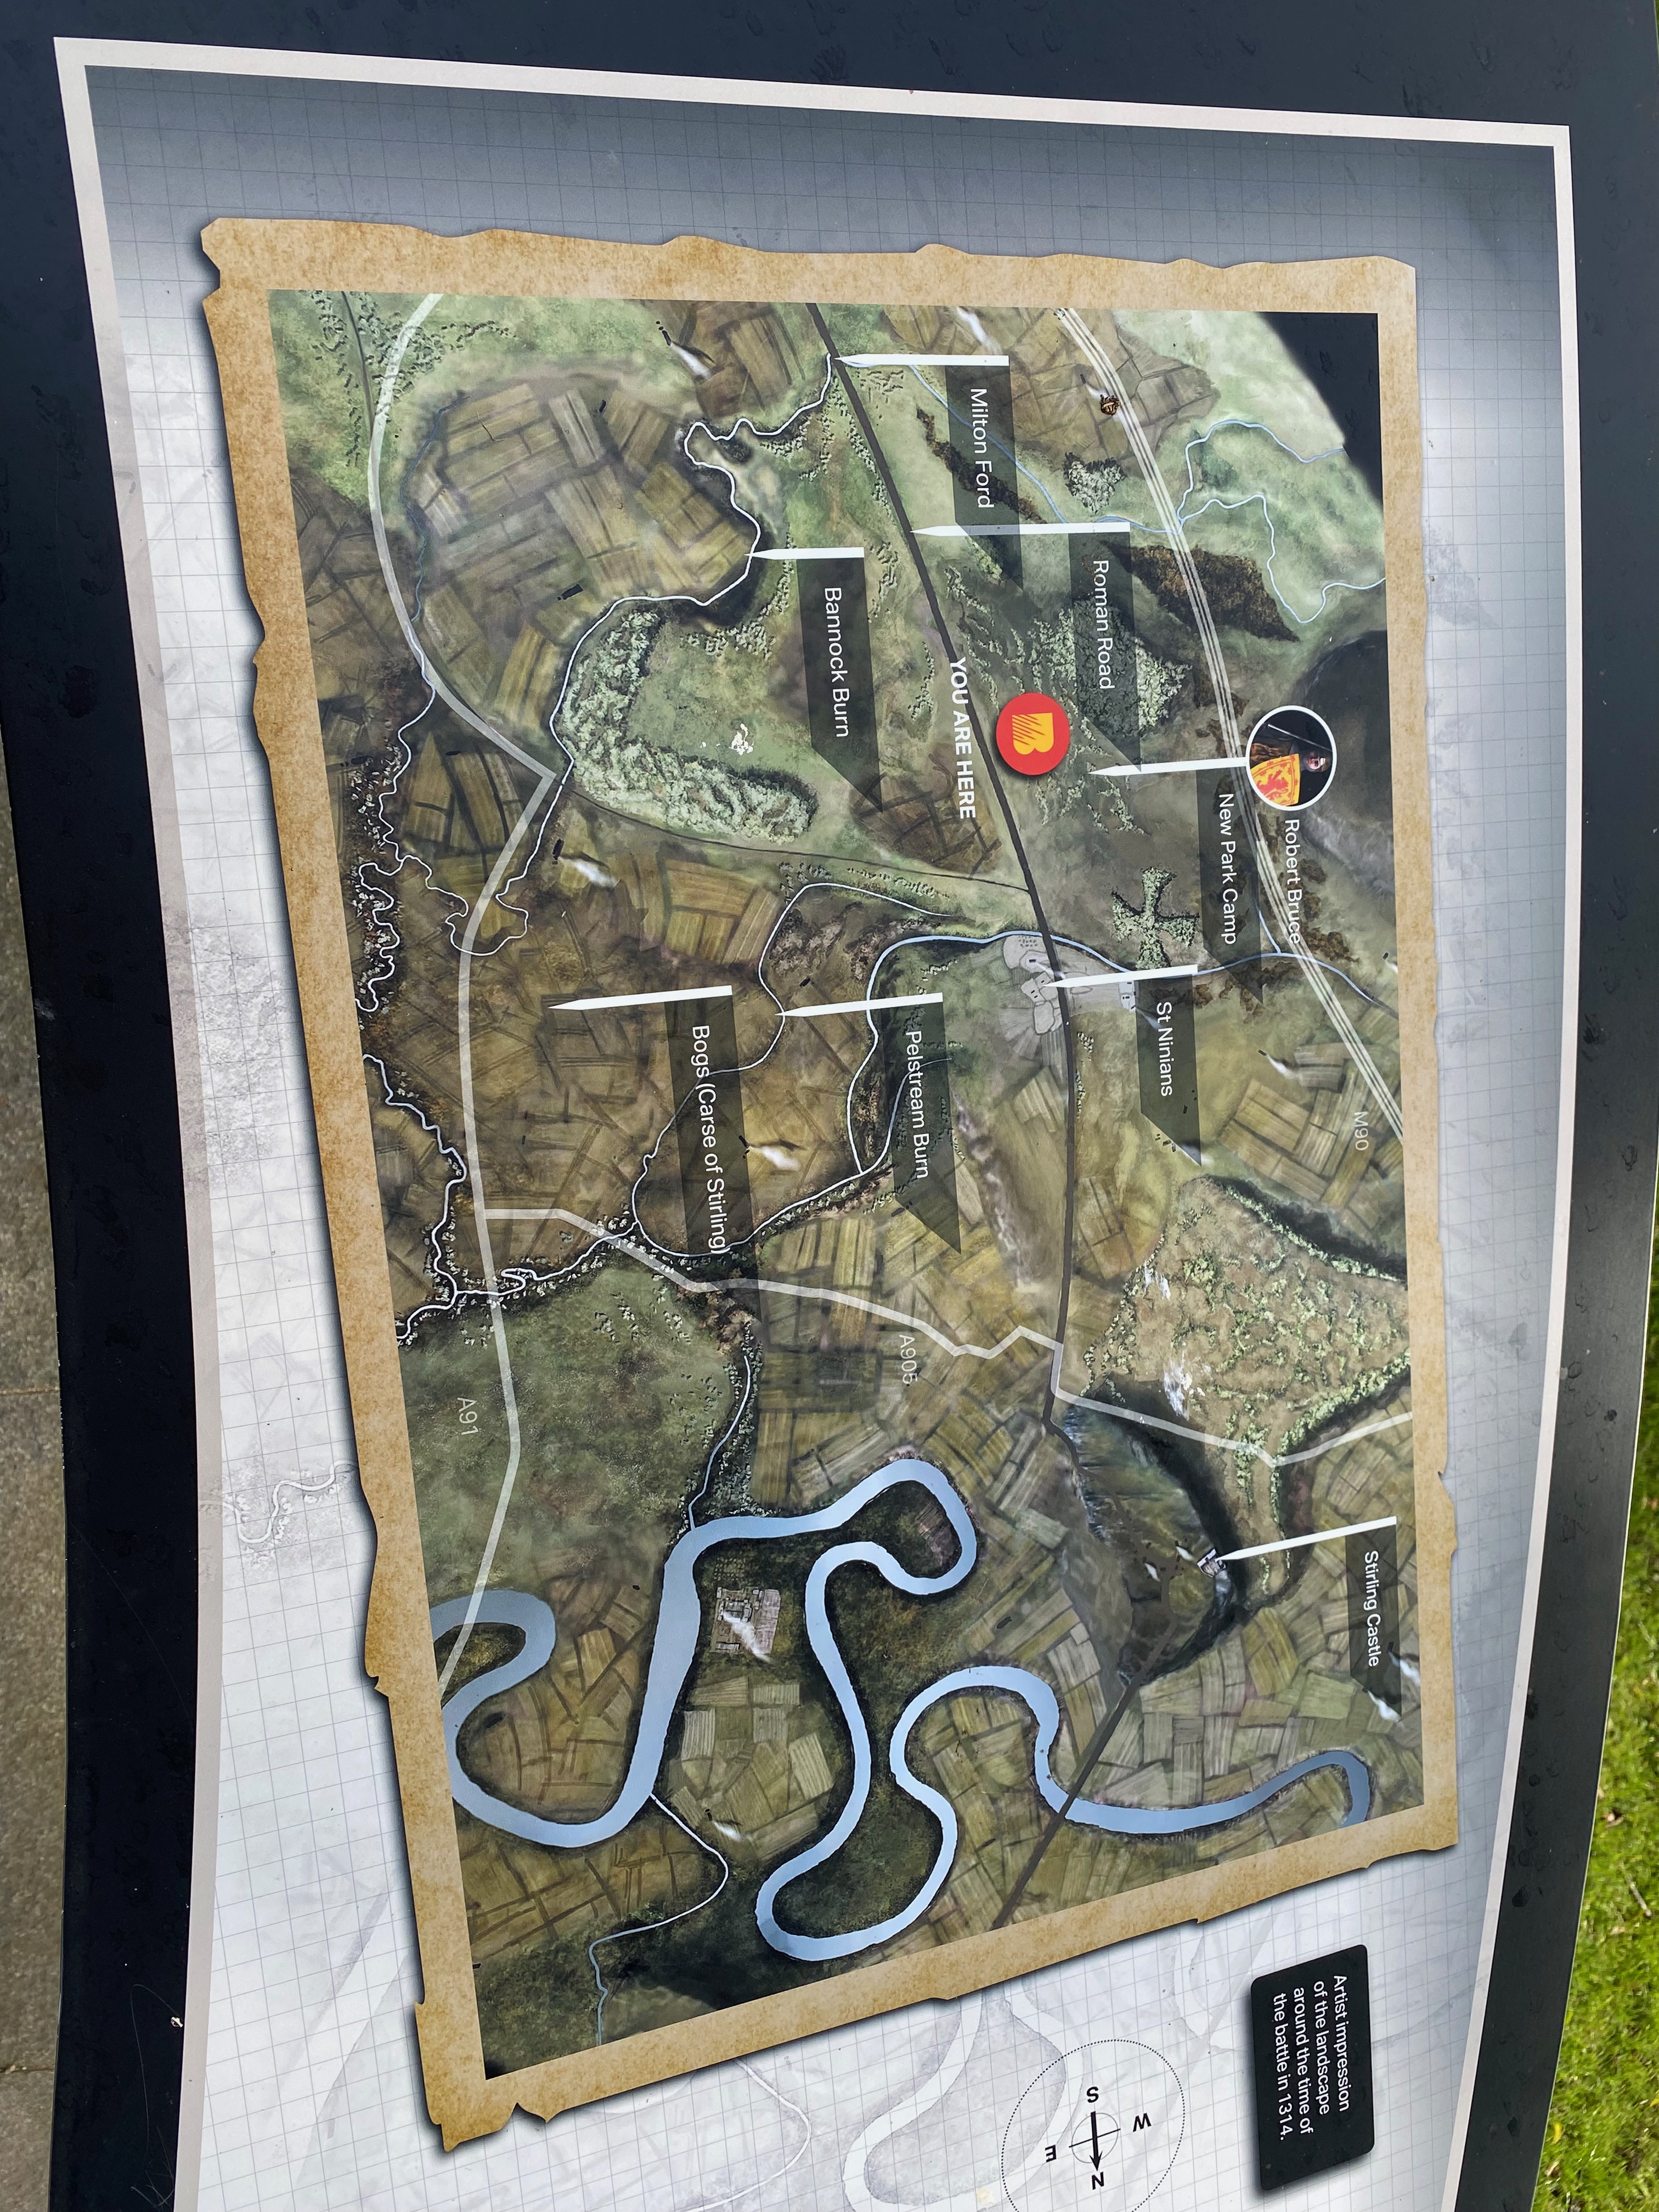 Stirling Castle
M90
Robert Bruce
New Park Camp
St Ninians
Roman Road
Milton Ford
YOU ARE HERE
B
Bannock Burn
Pelstream Burn
A905
Bogs (Carse of Stirling)
A91
Artist impression
of the landscape
around the time of
the battle in 1314.
W
S
N
E